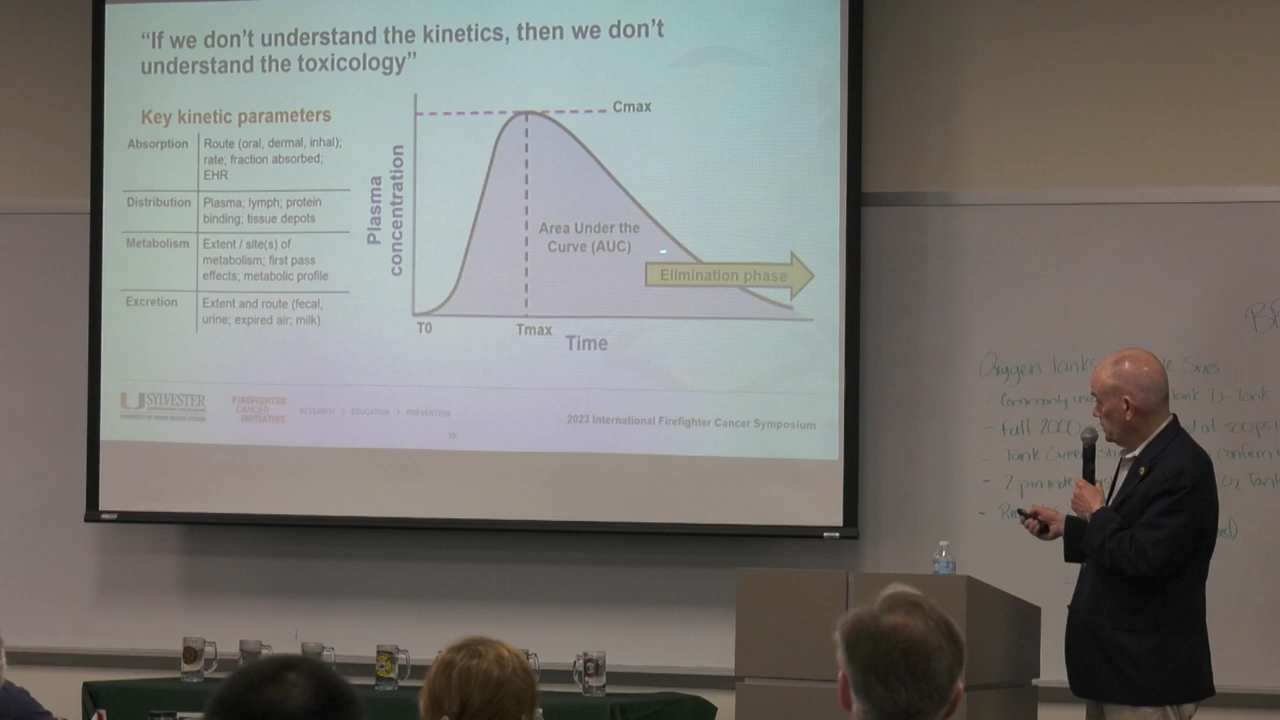 “If we don’t understand the kinetics, then we don’t
understand the toxicology”
Key kinetic parameters
Absorption
Route (oral, dermal, inhal);
rate; fraction absorbed;
EHR
Distribution
Plasma; lymph; protein
binding; tissue depots
Metabolism
Extent / site(s) of
metabolism; first pass
effects; metabolic profile
Excretion
Extent and route (fecal,
urine; expired air; milk)
Plasma
concentration
Cmax
Area Under the
Curve (AUC)
Elimination phase
T0
Tmax
Time
SYLVESTER
FIREFIGHTER
CANCER
INITIATIVE
RESEARCH > EDUCATION > PREVENTION
2023 International Firefighter Cancer Symposium
Oxygen Tanks
- Commonly
- Full 2000
- Tank
- 2 pin